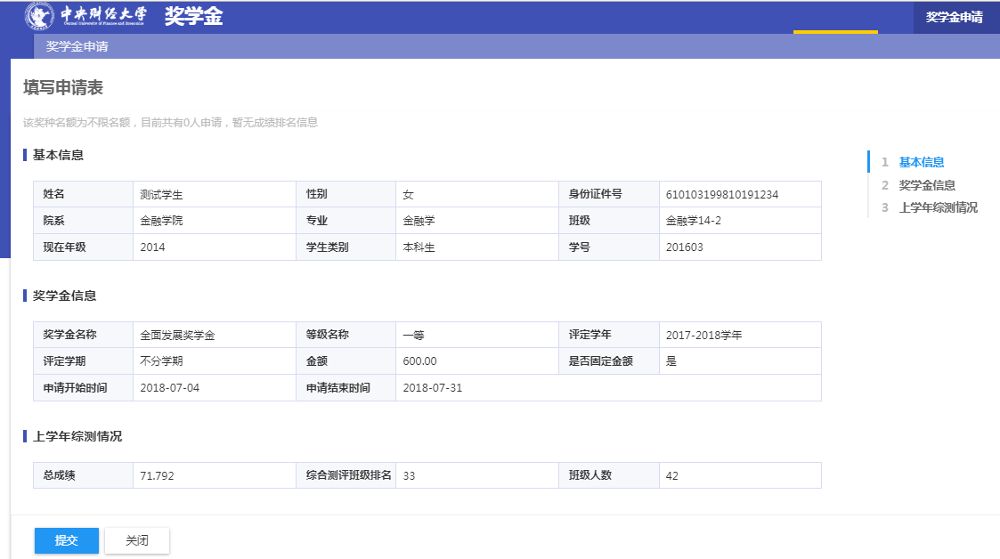 中央财经大学 奖学金 奖学金申请
Central University of Finance and Economics
奖学金申请
填写申请表
该奖种名额为不限名额，目前共有0人申请，暂无成绩排名信息
基本信息
姓名 测试学生 性别 女 身份证件号 610103199810191234
院系 金融学院 专业 金融学 班级 金融学14-2
现在年级 2014 学生类别 本科生 学号 201603
奖学金信息
奖学金名称 全面发展奖学金 等级名称 一等 评定学年 2017-2018学年
评定学期 不分学期 金额 600.00 是否固定金额 是
申请开始时间 2018-07-04 申请结束时间 2018-07-31
上学年综测情况
总成绩 71.792 综合测评班级排名 33 班级人数 42
提交 关闭
1 基本信息
2 奖学金信息
3 上学年综测情况